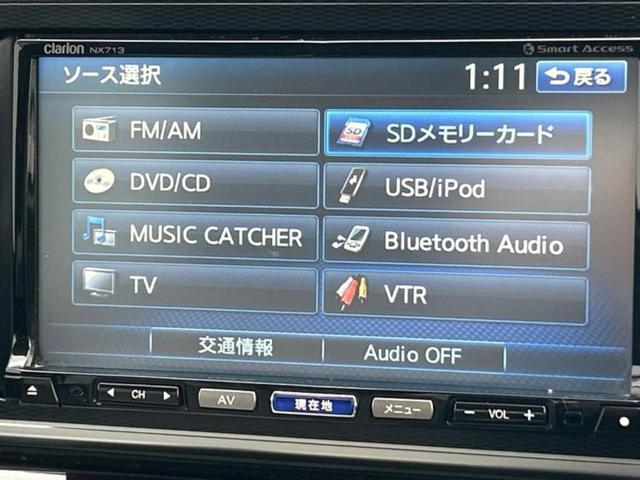 Clarion NX713
Smart Access
ソース選択
1:11
戻る
FM/AM
SDメモリーカード
DVD/CD
USB/iPod
MUSIC CATCHER
Bluetooth Audio
TV
VTR
交通情報
Audio OFF
CH
AV
現在地
メニュー
− VOL +